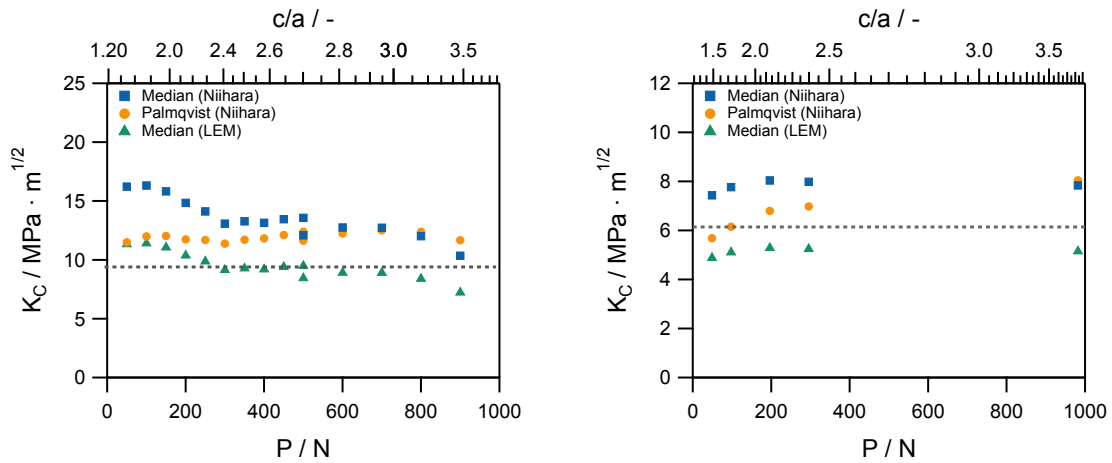 c/a / -
1.20 2.0 2.4 2.6 2.8 3.0 3.5
25
20
15
10
5
0
K_C / MPa · m^1/2
Median (Niihara)
Palmqvist (Niihara)
Median (LEM)
0 200 400 600 800 1000
P / N
c/a / -
1.5 2.0 2.5 3.0 3.5
12
10
8
6
4
2
0
K_C / MPa · m^1/2
Median (Niihara)
Palmqvist (Niihara)
Median (LEM)
0 200 400 600 800 1000
P / N